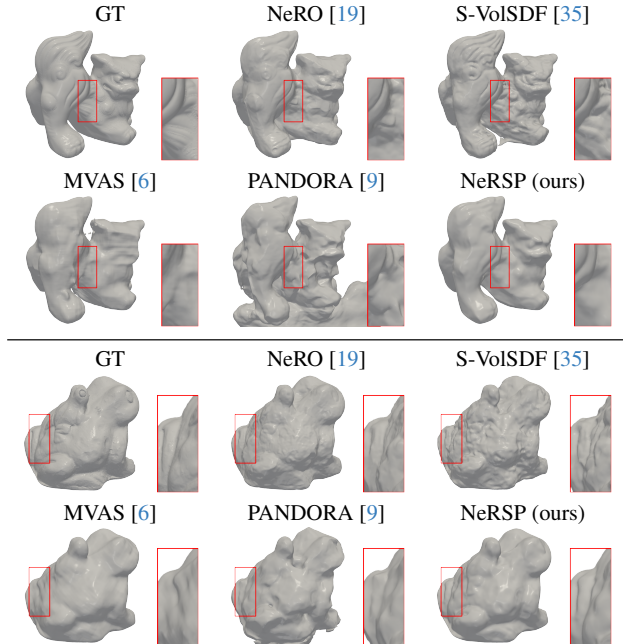 GT NeRO [19] S-VolSDF [35]
MVAS [6] PANDORA [9] NeRSP (ours)
GT NeRO [19] S-VolSDF [35]
MVAS [6] PANDORA [9] NeRSP (ours)